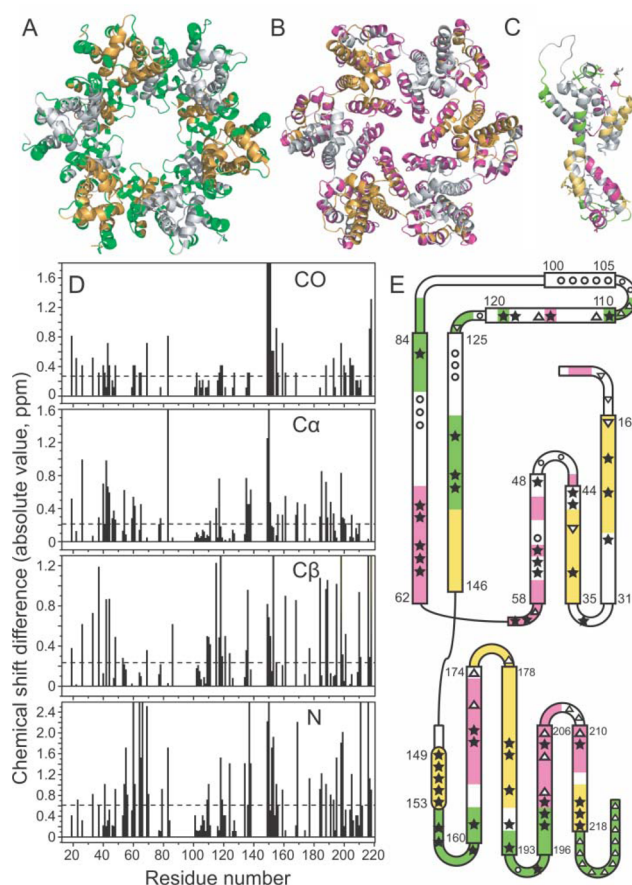 A
B
C
D
CO
1.6
1.2
0.8
0.4
0
Cα
1.6
1.2
0.8
0.4
0
Cβ
1.2
0.8
0.4
0
N
2.4
2.0
1.6
1.2
0.8
0.4
0
20 40 60 80 100 120 140 160 180 200 220
Residue number
Chemical shift difference (absolute value, ppm)
E
100 105
120 110
84 125
16
48 44
58 35 31
62 146
174 178
206 210
149
153
160 193 196 218